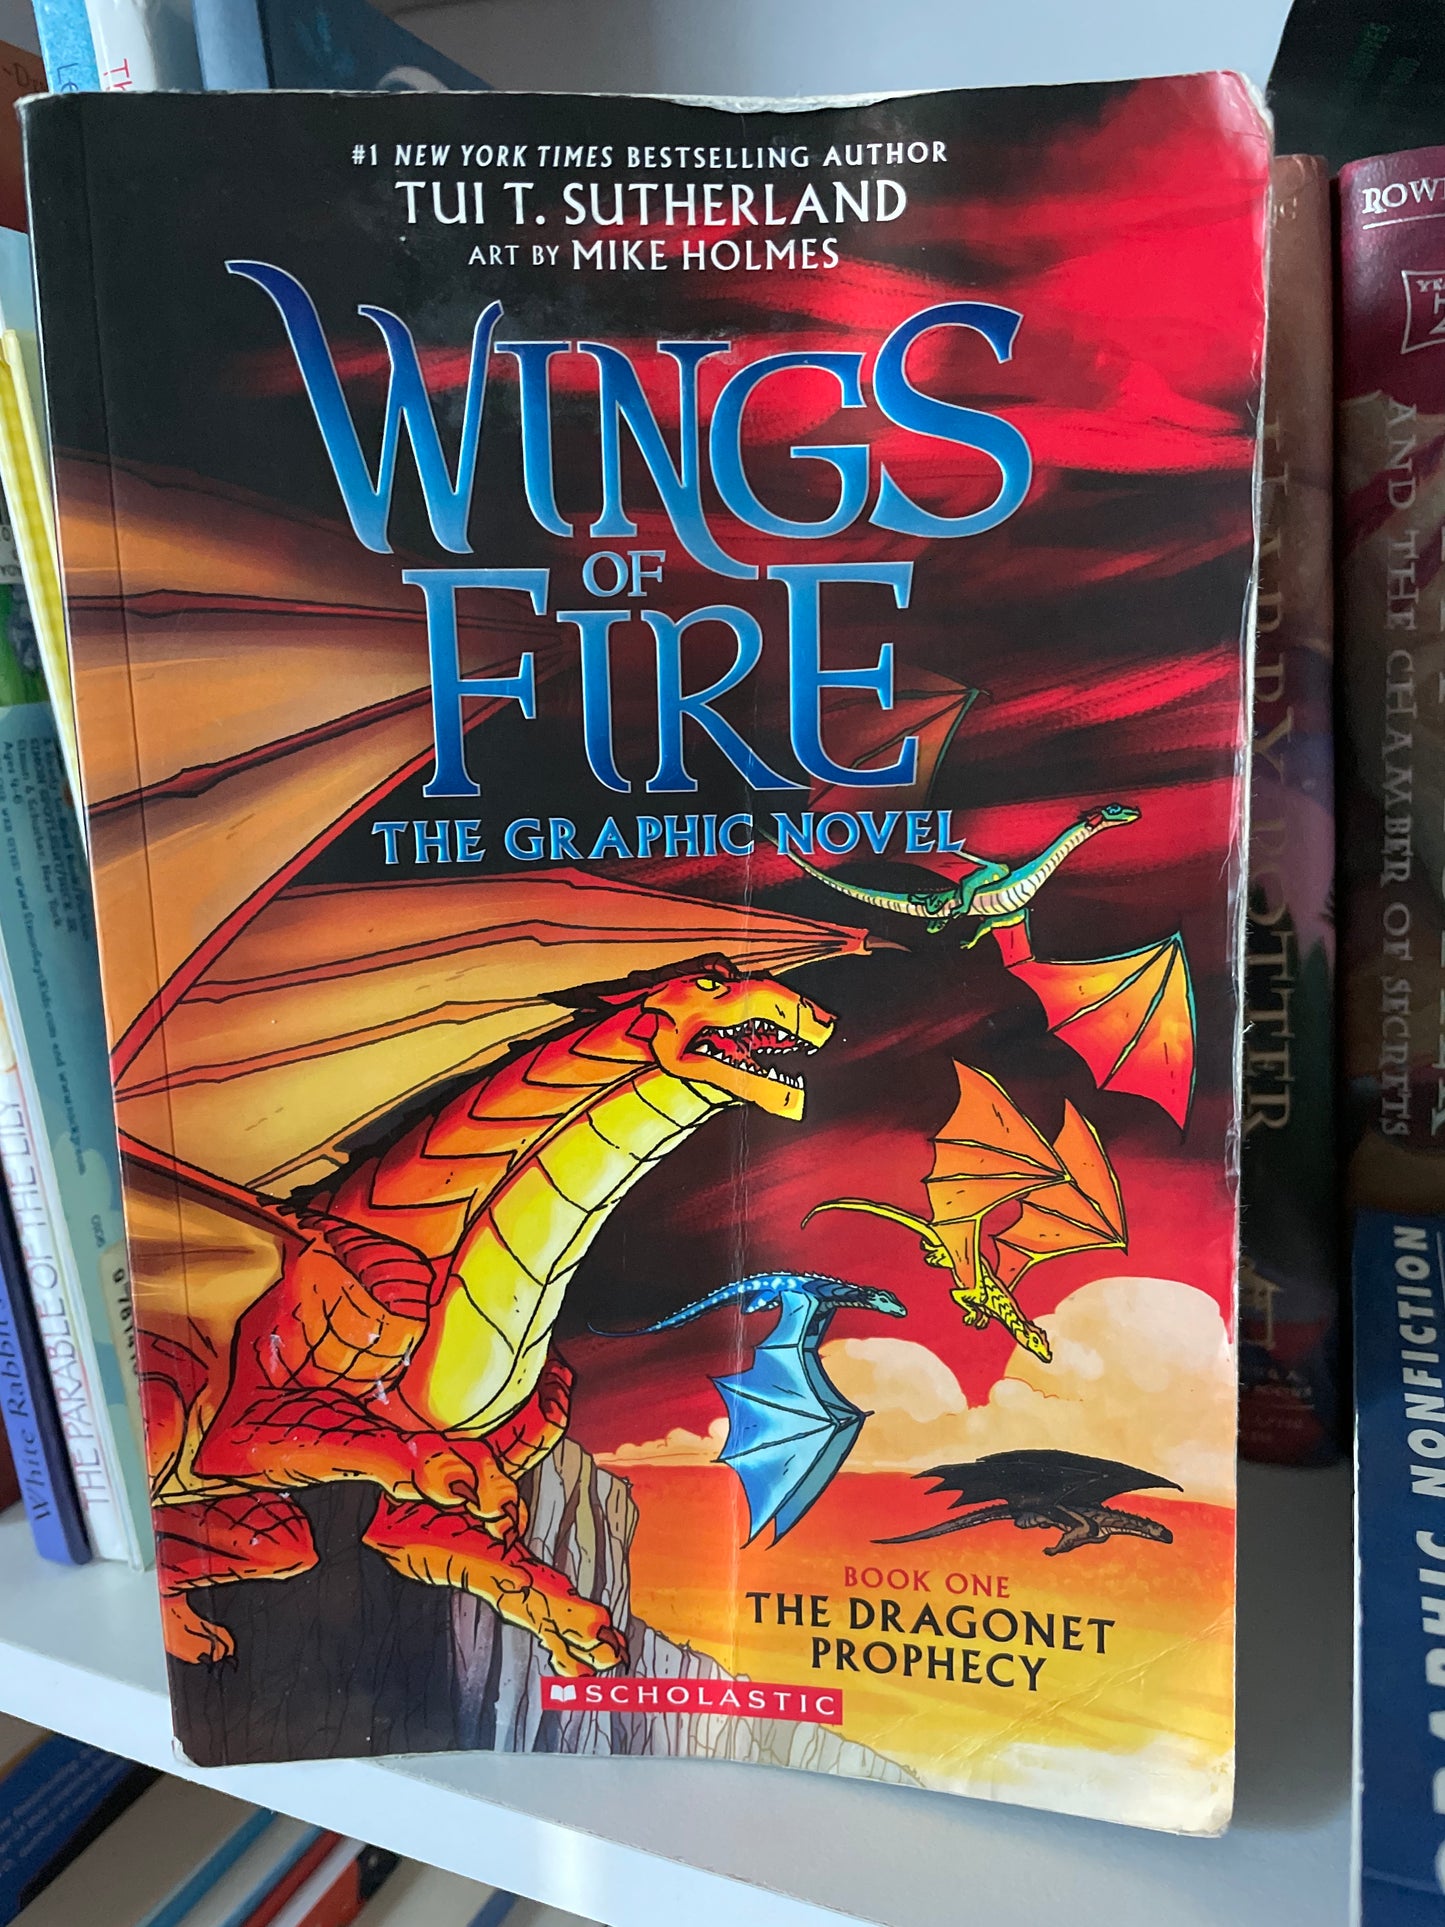 #1 NEW YORK TIMES BESTSELLING AUTHOR
TUI T. SUTHERLAND
ART BY MIKE HOLMES
WINGS
OF
FIRE
THE GRAPHIC NOVEL
BOOK ONE
THE DRAGONET
PROPHECY
SCHOLASTIC
White Rabbit's
THE PARABLE OF THE LILY
HARRY POTTER
AND THE CHAMBER OF SECRETS
GRAPHIC NONFICTION